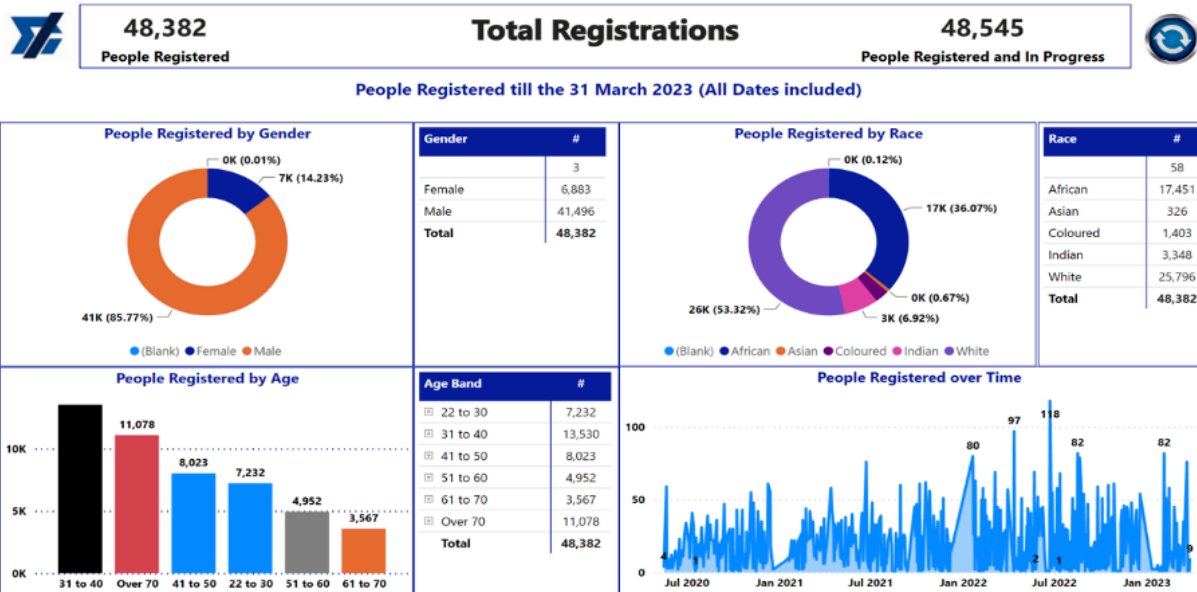 48,382
People Registered
Total Registrations
48,545
People Registered and In Progress
People Registered till the 31 March 2023 (All Dates included)
People Registered by Gender
0K (0.01%)
7K (14.23%)
41K (85.77%)
(Blank) Female Male
Gender #
3
Female 6,883
Male 41,496
Total 48,382
People Registered by Race
0K (0.12%)
17K (36.07%)
0K (0.67%)
3K (6.92%)
26K (53.32%)
(Blank) African Asian Coloured Indian White
Race #
58
African 17,451
Asian 326
Coloured 1,403
Indian 3,348
White 25,796
Total 48,382
People Registered by Age
10K
5K
0K
11,078
8,023
7,232
4,952
3,567
31 to 40 Over 70 41 to 50 22 to 30 51 to 60 61 to 70
Age Band #
22 to 30 7,232
31 to 40 13,530
41 to 50 8,023
51 to 60 4,952
61 to 70 3,567
Over 70 11,078
Total 48,382
People Registered over Time
100
50
0
4
1
80
97
2
118
1
82
82
9
Jul 2020 Jan 2021 Jul 2021 Jan 2022 Jul 2022 Jan 2023